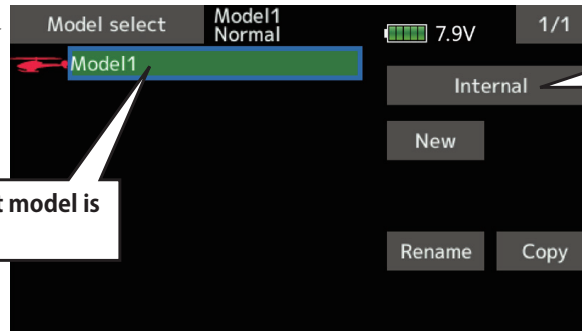 Model select
Model1
Normal
7.9V
1/1
Model1
Internal
New
model is
Rename
Copy